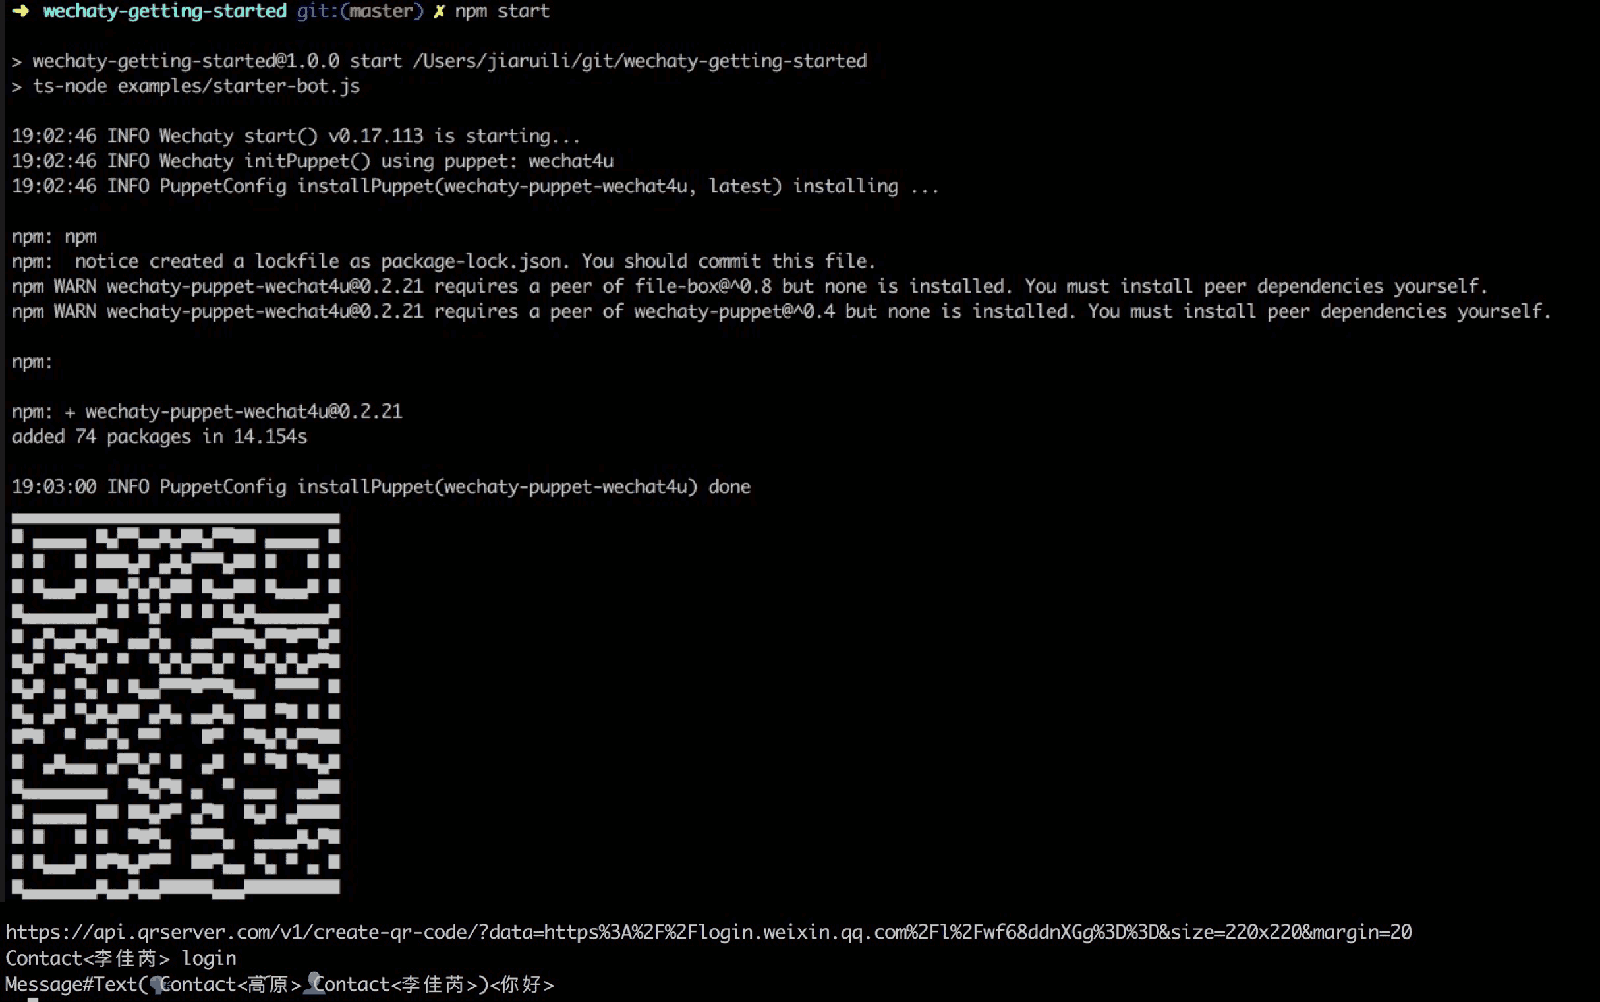 ➜ wechaty-getting-started git:(master) ✗ npm start
> wechaty-getting-started@1.0.0 start /Users/jiaruili/git/wechaty-getting-started
> ts-node examples/starter-bot.js
19:02:46 INFO Wechaty start() v0.17.113 is starting...
19:02:46 INFO Wechaty initPuppet() using puppet: wechat4u
19:02:46 INFO PuppetConfig installPuppet(wechaty-puppet-wechat4u, latest) installing ...
npm: npm
npm:  notice created a lockfile as package-lock.json. You should commit this file.
npm WARN wechaty-puppet-wechat4u@0.2.21 requires a peer of file-box@^0.8 but none is installed. You must install peer dependencies yourself.
npm WARN wechaty-puppet-wechat4u@0.2.21 requires a peer of wechaty-puppet@^0.4 but none is installed. You must install peer dependencies yourself.
npm:
npm: + wechaty-puppet-wechat4u@0.2.21
added 74 packages in 14.154s
19:03:00 INFO PuppetConfig installPuppet(wechaty-puppet-wechat4u) done
https://api.qrserver.com/v1/create-qr-code/?data=https%3A%2F%2Flogin.weixin.qq.com%2Fl%2Fwf68ddnXGg%3D%3D&size=220x220&margin=20
Contact<李佳芮> login
Message#Text(🗣Contact<高原>👤Contact<李佳芮>)<你好>